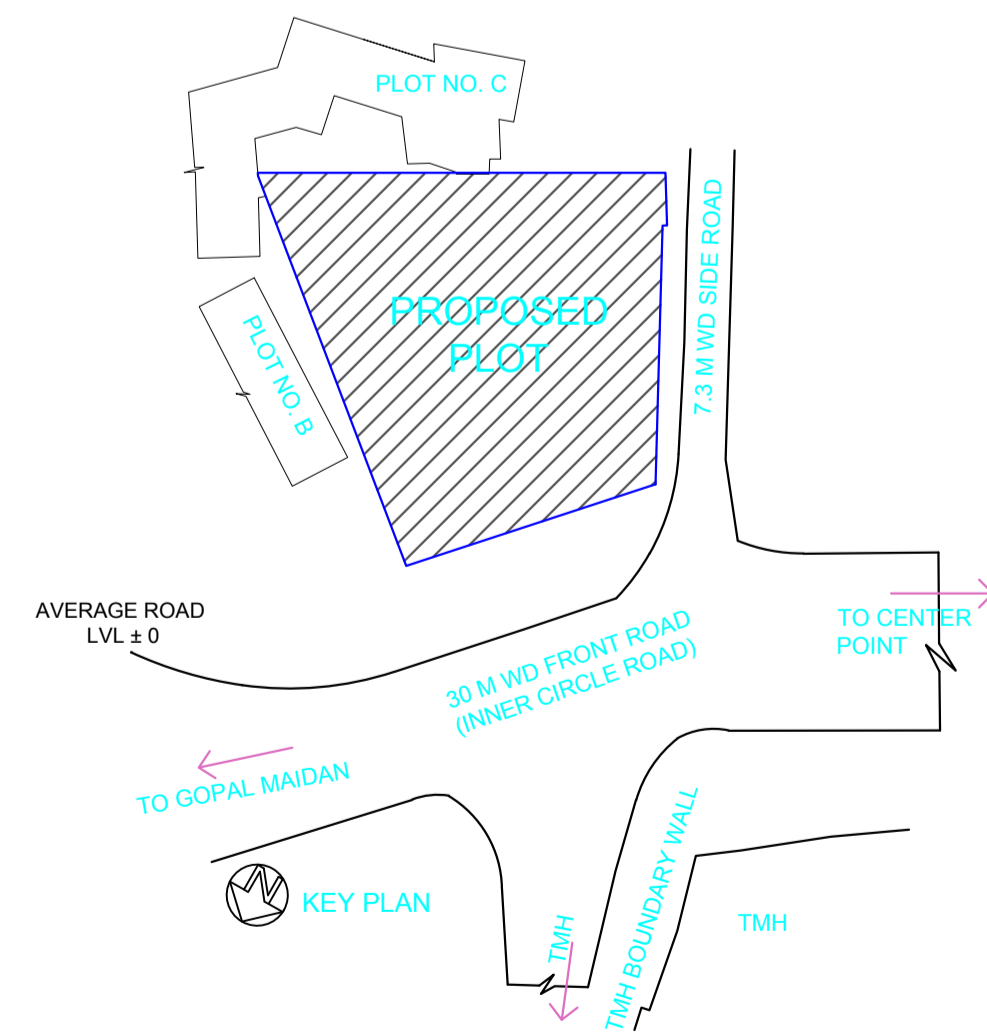 PLOT NO. C
7.3 M WD SIDE ROAD
PROPOSED
PLOT
PLOT NO. B
AVERAGE ROAD
LVL ± 0
30 M WD FRONT ROAD
(INNER CIRCLE ROAD)
TO CENTER
POINT
TO GOPAL MAIDAN
N
KEY PLAN
TMH
TMH BOUNDARY WALL
TMH